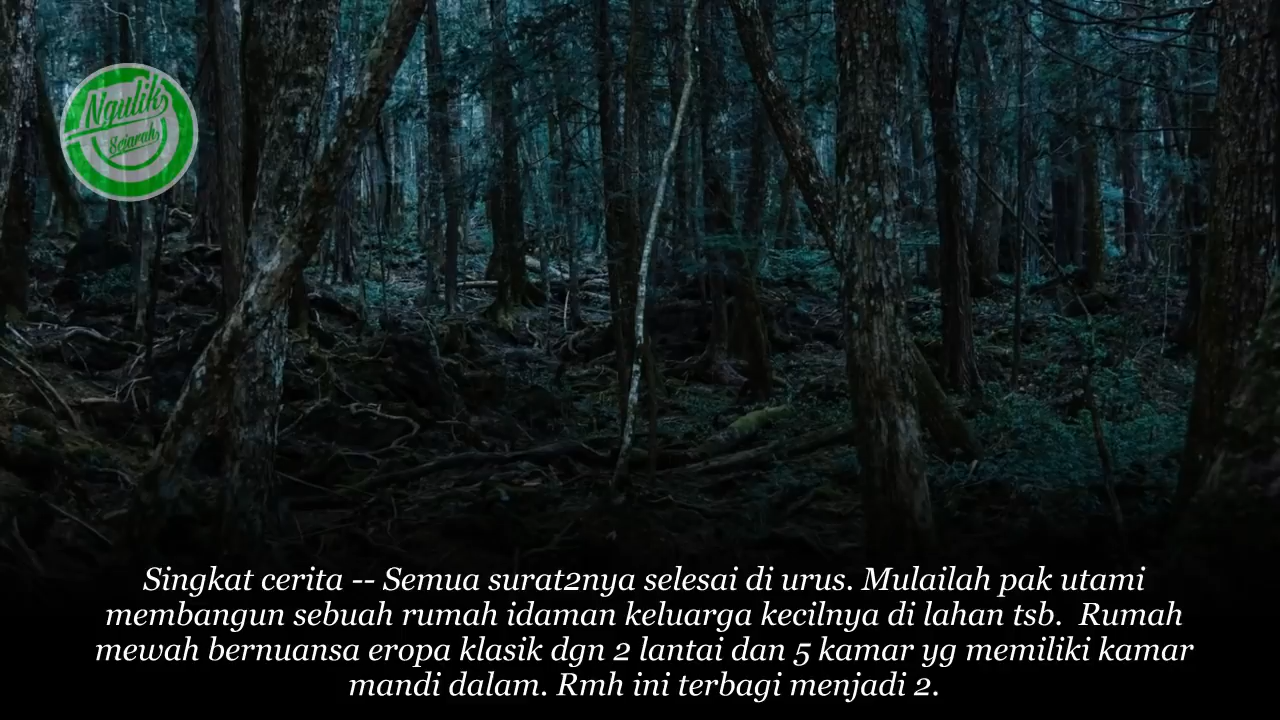 Ngulik
Sejarah
Singkat cerita -- Semua surat2nya selesai di urus. Mulailah pak utami
membangun sebuah rumah idaman keluarga kecilnya di lahan tsb.  Rumah
mewah bernuansa eropa klasik dgn 2 lantai dan 5 kamar yg memiliki kamar
mandi dalam. Rmh ini terbagi menjadi 2.